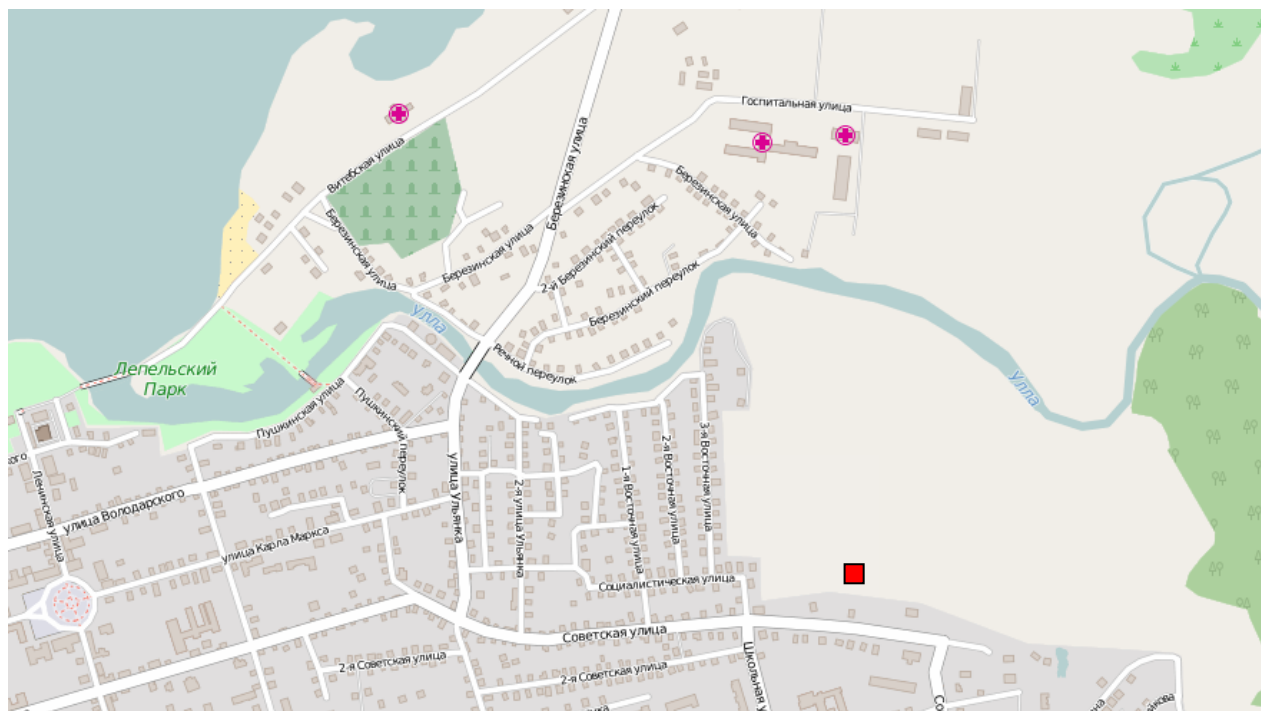 Госпитальная улица
Витебская улица
Березинская улица
Березинская улица
Березинская улица
2-й Березинский переулок
Березинская улица
Березинский переулок
Улла
Речной переулок
Лепельский
Парк
Улла
Пушкинская улица
Пушкинский переулок
3-я Восточная улица
2-я Восточная улица
1-я Восточная улица
Ленинская улица
улица Володарского
улица Ульянка
2-я улица Ульянка
улица Карла Маркса
Социалистическая улица
Советская улица
2-я Советская улица
2-я Советская улица
Школьная у